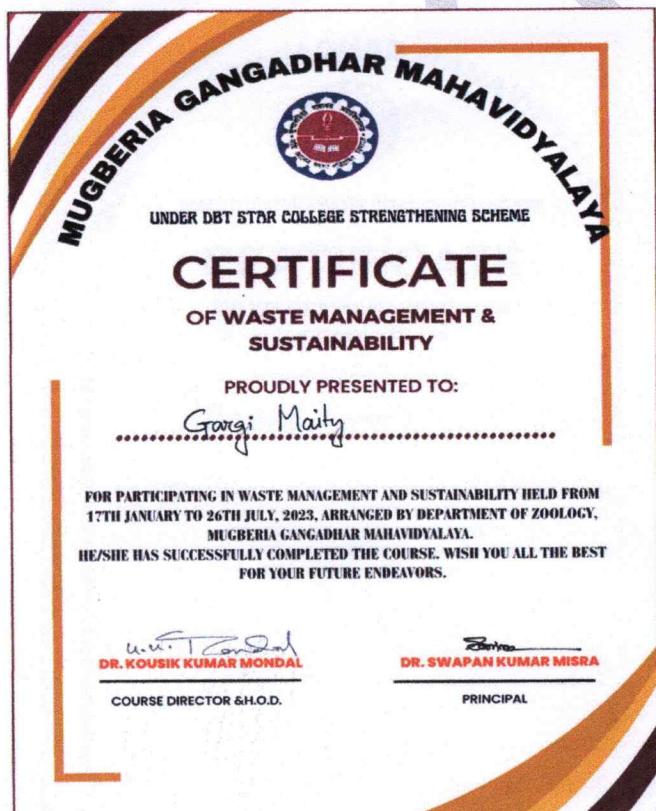 MUGBERIA GANGADHAR MAHAVIDYALAYA
UNDER DBT STAR COLLEGE STRENGTHENING SCHEME
CERTIFICATE
OF WASTE MANAGEMENT &
SUSTAINABILITY
PROUDLY PRESENTED TO:
Gargi Maity
FOR PARTICIPATING IN WASTE MANAGEMENT AND SUSTAINABILITY HELD FROM
17TH JANUARY TO 26TH JULY, 2023, ARRANGED BY DEPARTMENT OF ZOOLOGY,
MUGBERIA GANGADHAR MAHAVIDYALAYA.
HE/SHE HAS SUCCESSFULLY COMPLETED THE COURSE. WISH YOU ALL THE BEST
FOR YOUR FUTURE ENDEAVORS.
DR. KOUSIK KUMAR MONDAL
DR. SWAPAN KUMAR MISRA
COURSE DIRECTOR &H.O.D.
PRINCIPAL